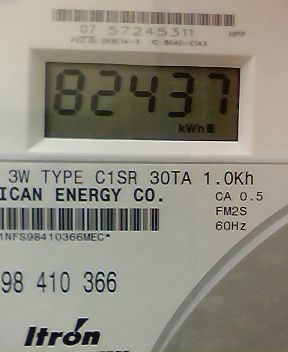 07 57245311 HPP
82437
kWh
3W TYPE C1SR 30TA 1.0Kh
ICAN ENERGY CO. CA 0.5
FM2S
1NFS98410366MEC* 60Hz
98 410 366
Itron